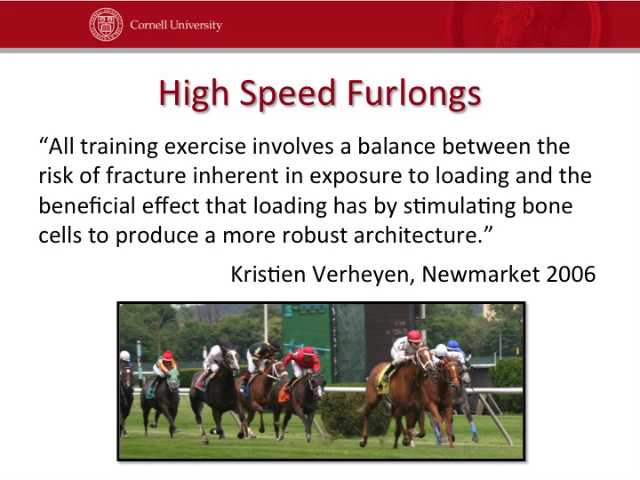 Cornell University
High Speed Furlongs
“All training exercise involves a balance between the
risk of fracture inherent in exposure to loading and the
beneficial effect that loading has by stimulating bone
cells to produce a more robust architecture.”
Kristien Verheyen, Newmarket 2006